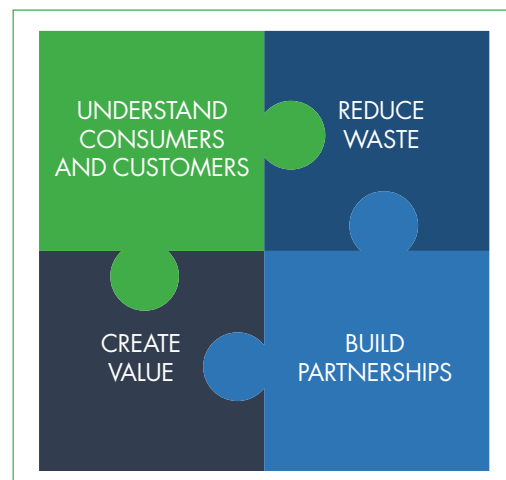 UNDERSTAND
CONSUMERS
AND CUSTOMERS
REDUCE
WASTE
CREATE
VALUE
BUILD
PARTNERSHIPS